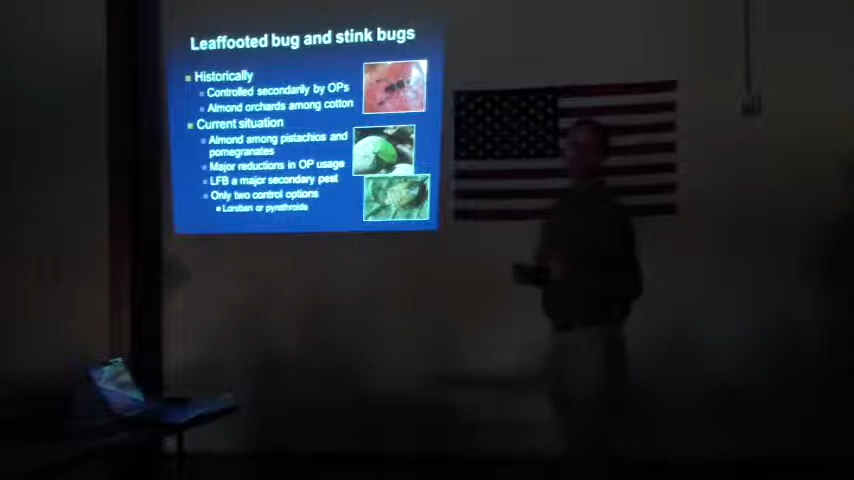 Leaffooted bug and stink bugs
Historically
Controlled secondarily by OPs
Almond orchards among cotton
Current situation
Almond among pistachios and
pomegranates
Major reductions in OP usage
LFB a major secondary pest
Only two control options
Lorsban or pyrethroids